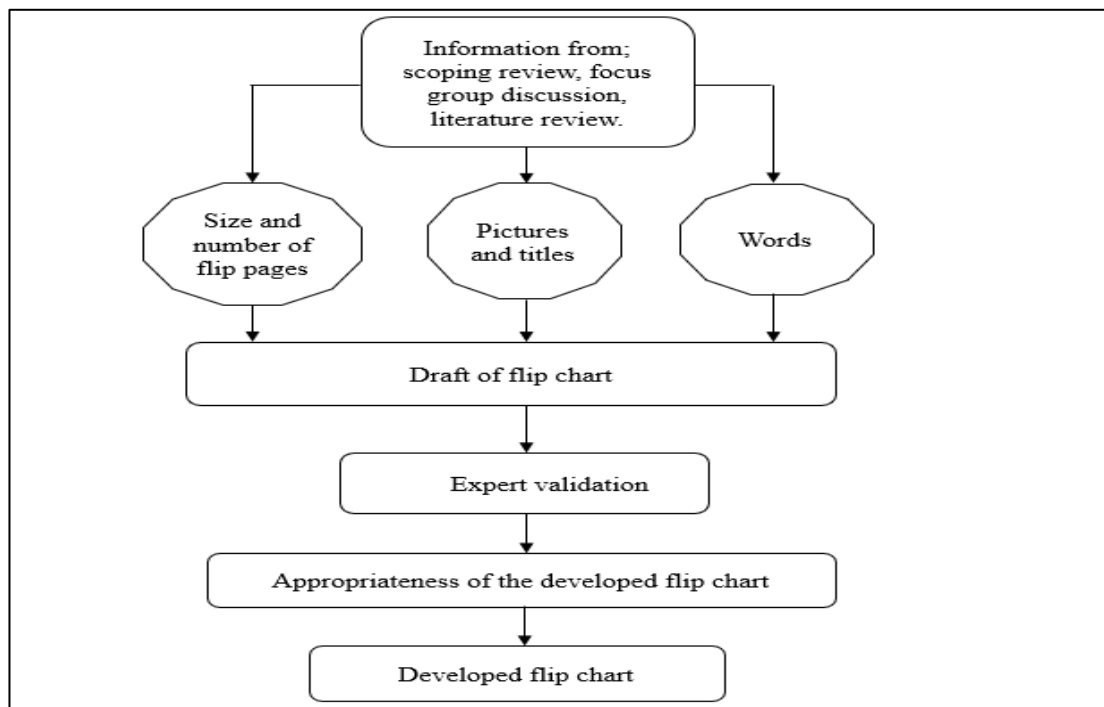 Information from;
scoping review, focus
group discussion,
literature review.
Size and
number of
flip pages
Pictures
and titles
Words
Draft of flip chart
Expert validation
Appropriateness of the developed flip chart
Developed flip chart